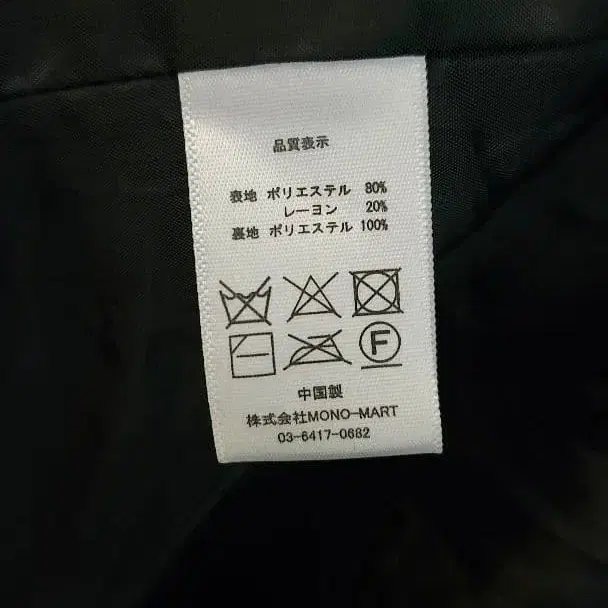 品質表示
表地 ポリエステル 80%
レーヨン 20%
裏地 ポリエステル 100%
F
中国製
株式会社MONO-MART
03-6417-0682